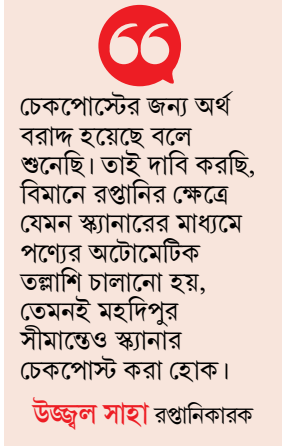 চেকপোস্টের জন্য অর্থ
বরাদ্দ হয়েছে বলে
শুনেছি। তাই দাবি করছি,
বিমানে রপ্তানির ক্ষেত্রে
যেমন স্ক্যানারের মাধ্যমে
পণ্যের অটোমেটিক
তল্লাশি চালানো হয়,
তেমনই মহদিপুর
সীমান্তেও স্ক্যানার
চেকপোস্ট করা হোক।
উজ্জ্বল সাহা রপ্তানিকারক